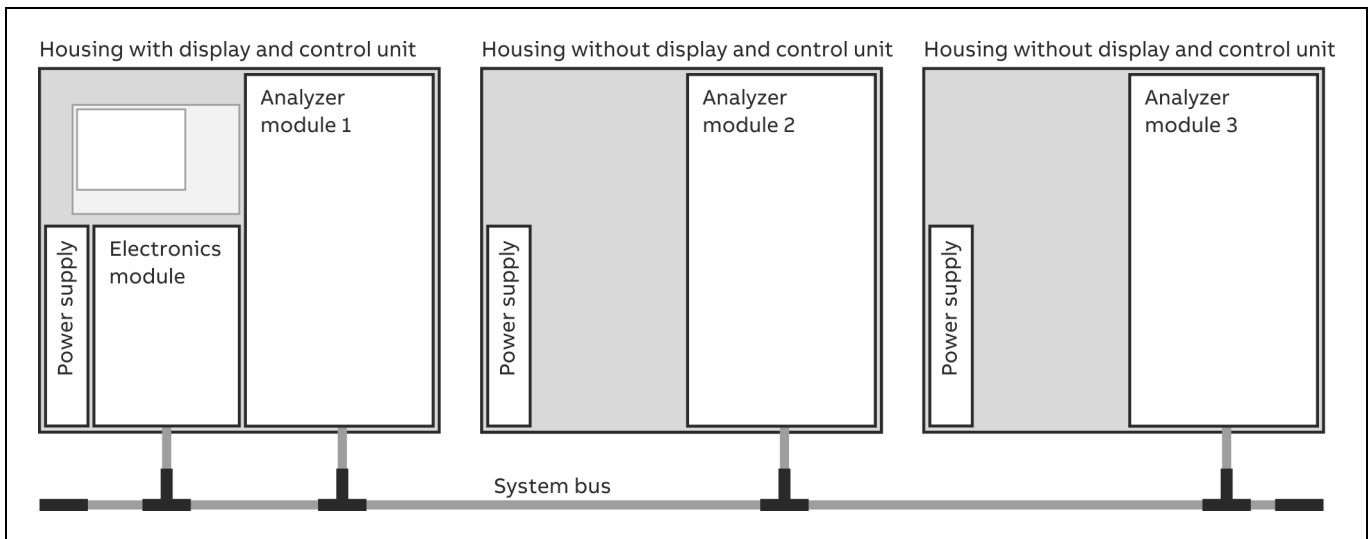 Housing with display and control unit
Housing without display and control unit
Housing without display and control unit
Analyzer
module 1
Analyzer
module 2
Analyzer
module 3
Power supply
Electronics
module
Power supply
Power supply
System bus